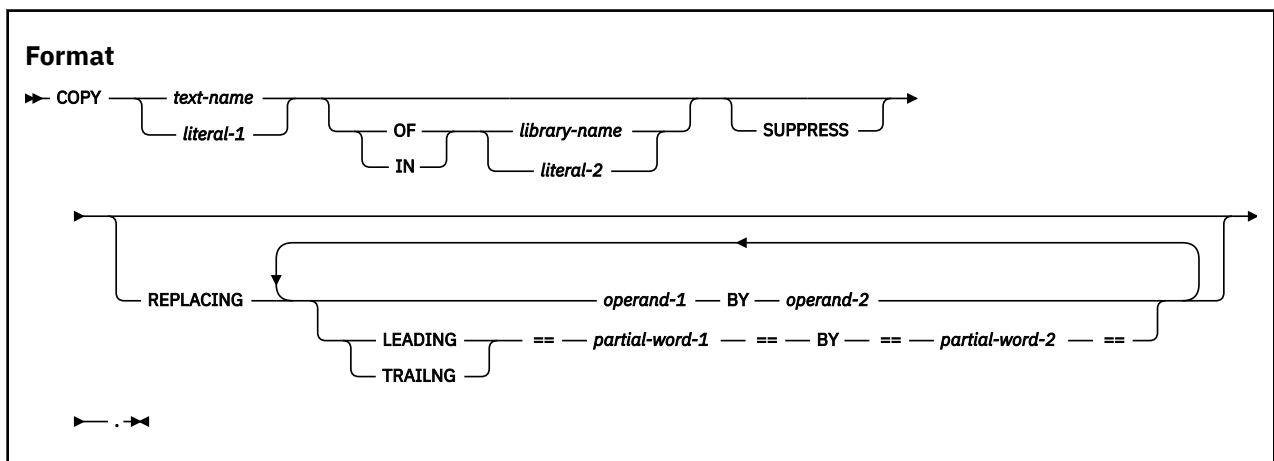 Format
COPY text-name
literal-1
OF library-name
IN literal-2
SUPPRESS
REPLACING operand-1 BY operand-2
LEADING == partial-word-1 == BY == partial-word-2 ==
TRAILNG
.